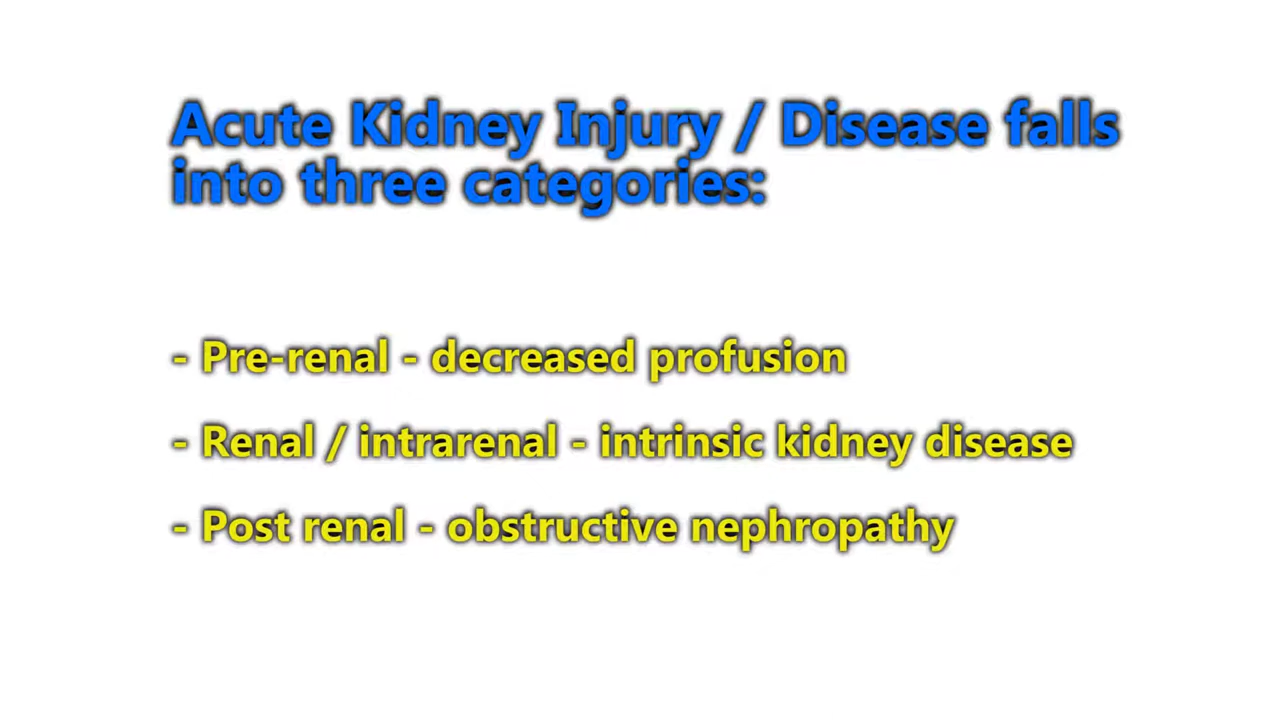 Acute Kidney Injury / Disease falls
into three categories:
- Pre-renal - decreased profusion
- Renal / intrarenal - intrinsic kidney disease
- Post renal - obstructive nephropathy